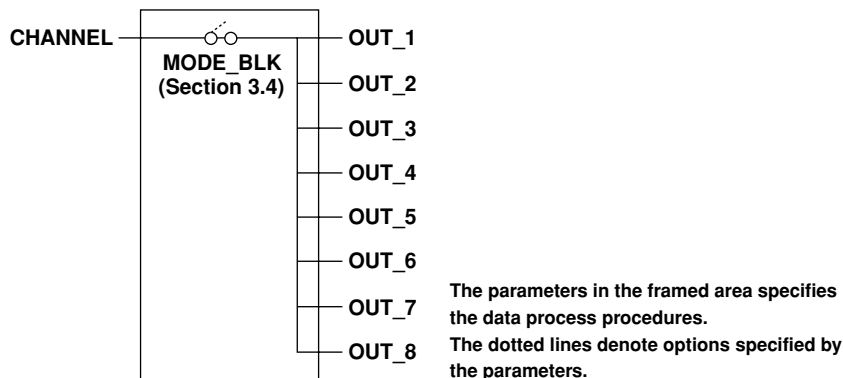 CHANNEL
MODE_BLK
(Section 3.4)
OUT_1
OUT_2
OUT_3
OUT_4
OUT_5
OUT_6
OUT_7
OUT_8
The parameters in the framed area specifies
the data process procedures.
The dotted lines denote options specified by
the parameters.